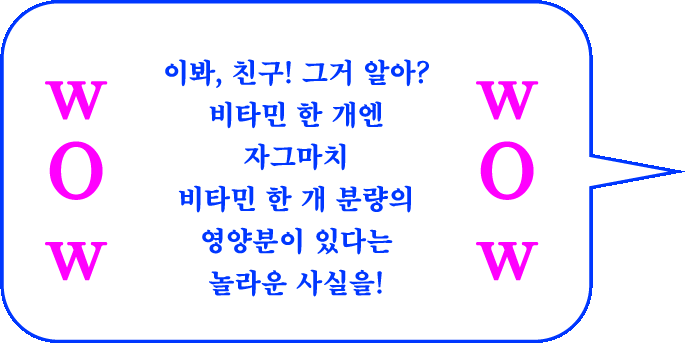 w
O
w
이봐, 친구! 그거 알아?
비타민 한 개엔
자그마치
비타민 한 개 분량의
영양분이 있다는
놀라운 사실을!
w
O
w